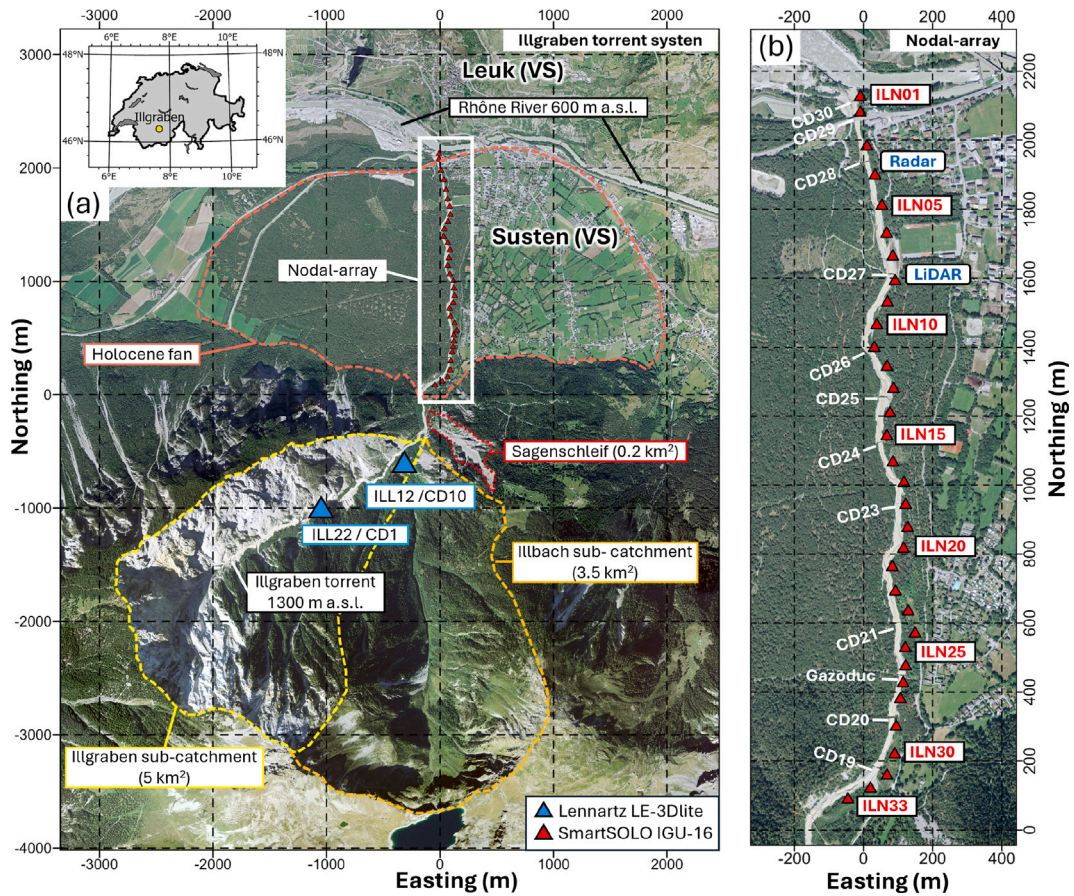 -3000
-2000
-1000
0
1000
2000
-200
0
200
400
3000
2000
1000
0
-1000
-2000
-3000
-4000
Northing (m)
Easting (m)
48°N
48°N
46°N
46°N
6°E
8°E
10°E
6°E
8°E
10°E
Illgraben
(a)
Illgraben torrent systen
Leuk (VS)
Rhône River 600 m a.s.l.
Susten (VS)
Nodal-array
Holocene fan
Sagenschleif (0.2 km²)
ILL12 /CD10
ILL22 / CD1
Illbach sub- catchment
(3.5 km²)
Illgraben torrent
1300 m a.s.l.
Illgraben sub-catchment
(5 km²)
Lennartz LE-3Dlite
SmartSOLO IGU-16
-3000
-2000
-1000
0
1000
2000
(b)
Nodal-array
CD30
ILN01
CD29
Radar
CD28
ILN05
CD27
LiDAR
ILN10
CD26
CD25
ILN15
CD24
CD23
ILN20
CD21
ILN25
Gazoduc
CD20
ILN30
CD19
ILN33
2200
2000
1800
1600
1400
1200
1000
800
600
400
200
0
Northing (m)
-200
0
200
400
Easting (m)